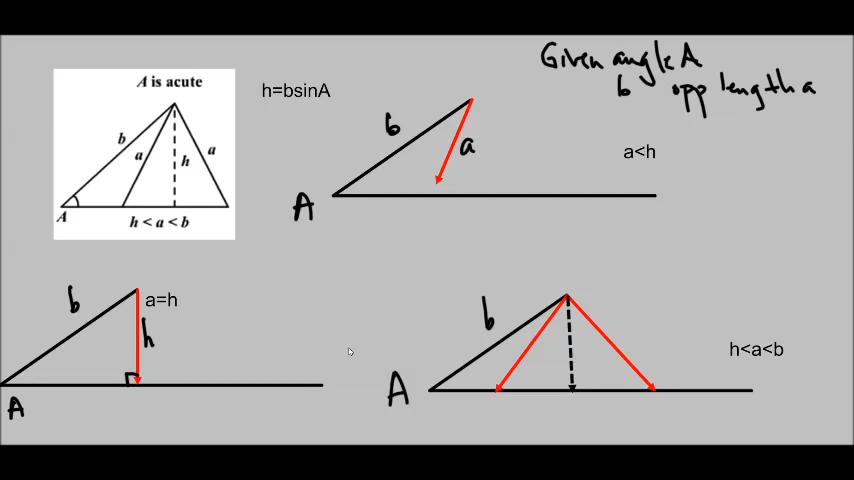 A is acute
b
a
h
a
A
h < a < b
h=bsinA
Given angle A
b opp length a
b
a
A
a<h
b
a=h
h
A
b
A
h<a<b